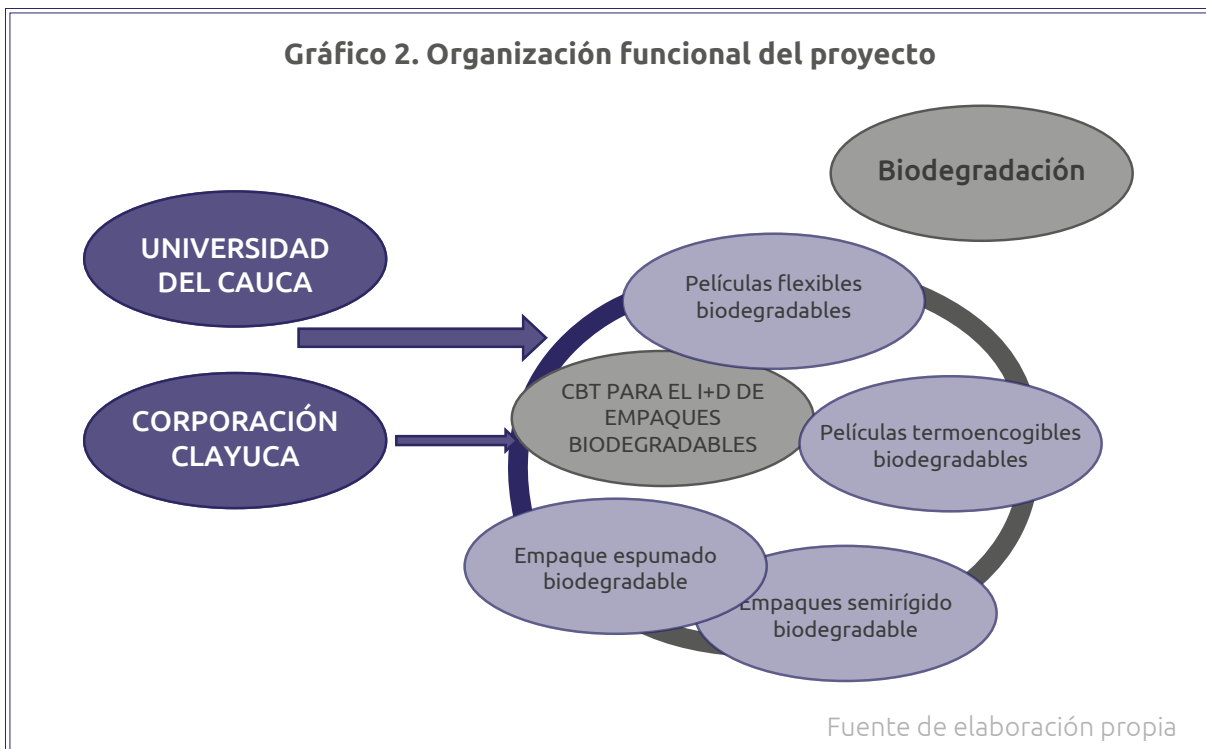 Gráfico 2. Organización funcional del proyecto
Biodegradación
UNIVERSIDAD
DEL CAUCA
Películas flexibles
biodegradables
CBT PARA EL I+D DE
EMPAQUES
BIODEGRADABLES
CORPORACIÓN
CLAYUCA
Películas termoencogibles
biodegradables
Empaque espumado
biodegradable
Empaques semirígido
biodegradable
Fuente de elaboración propia